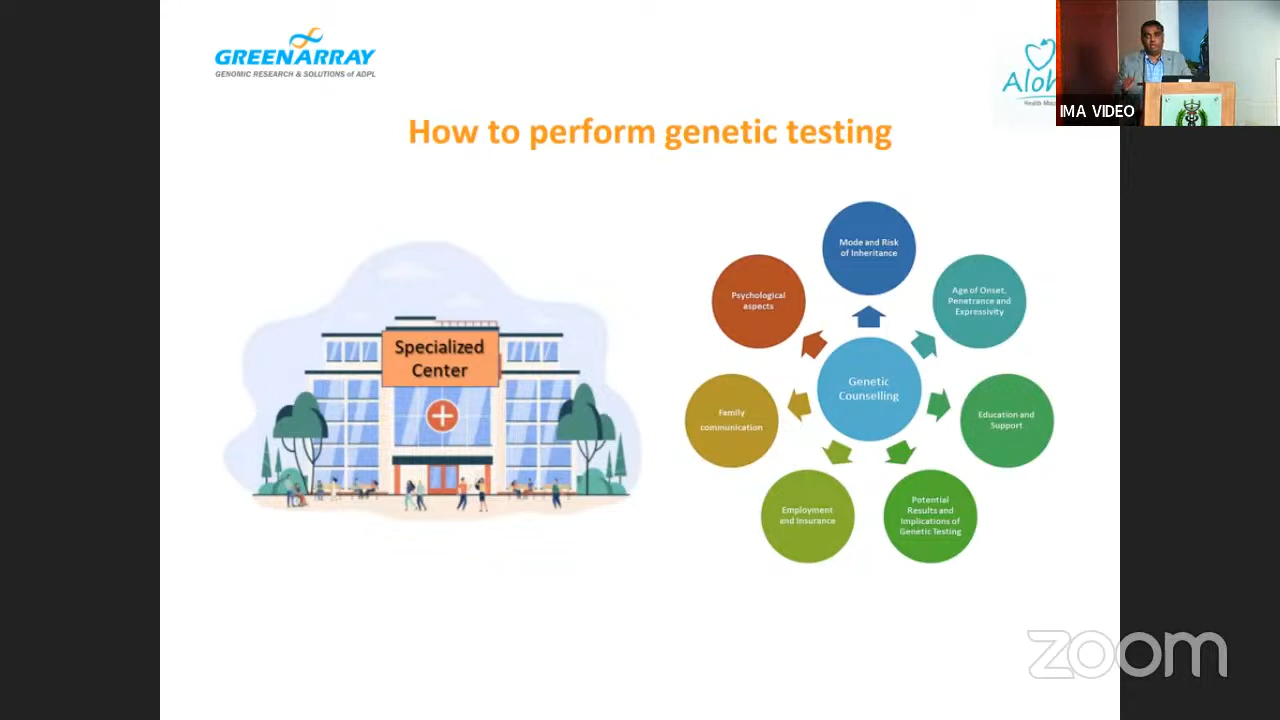 GREENARRAY
GENOMIC RESEARCH & SOLUTIONS of ADPL
IMA VIDEO
How to perform genetic testing
Specialized
Center
Mode and Risk
of Inheritance
Age of Onset,
Penetrance and
Expressivity
Education and
Support
Potential
Results and
Implications of
Genetic Testing
Employment
and Insurance
Family
communication
Psychological
aspects
Genetic
Counselling
zoom